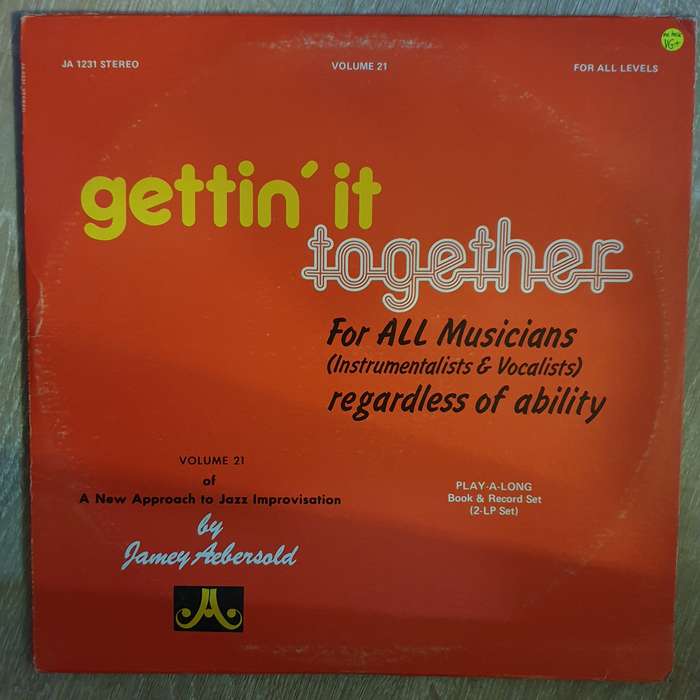 JA 1231 STEREO
VOLUME 21
FOR ALL LEVELS
VG+
gettin' it
together
For ALL Musicians
(Instrumentalists & Vocalists)
regardless of ability
VOLUME 21
of
A New Approach to Jazz Improvisation
by
Jamey Aebersold
PLAY-A-LONG
Book & Record Set
(2-LP Set)